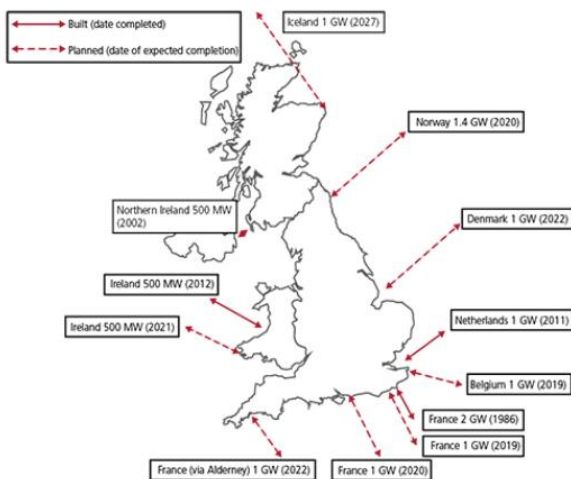 Built (date completed)
Planned (date of expected completion)
Iceland 1 GW (2027)
Norway 1.4 GW (2020)
Northern Ireland 500 MW
(2002)
Denmark 1 GW (2022)
Ireland 500 MW (2012)
Netherlands 1 GW (2011)
Ireland 500 MW (2021)
Belgium 1 GW (2019)
France 2 GW (1986)
France 1 GW (2019)
France (via Alderney) 1 GW (2022)
France 1 GW (2020)